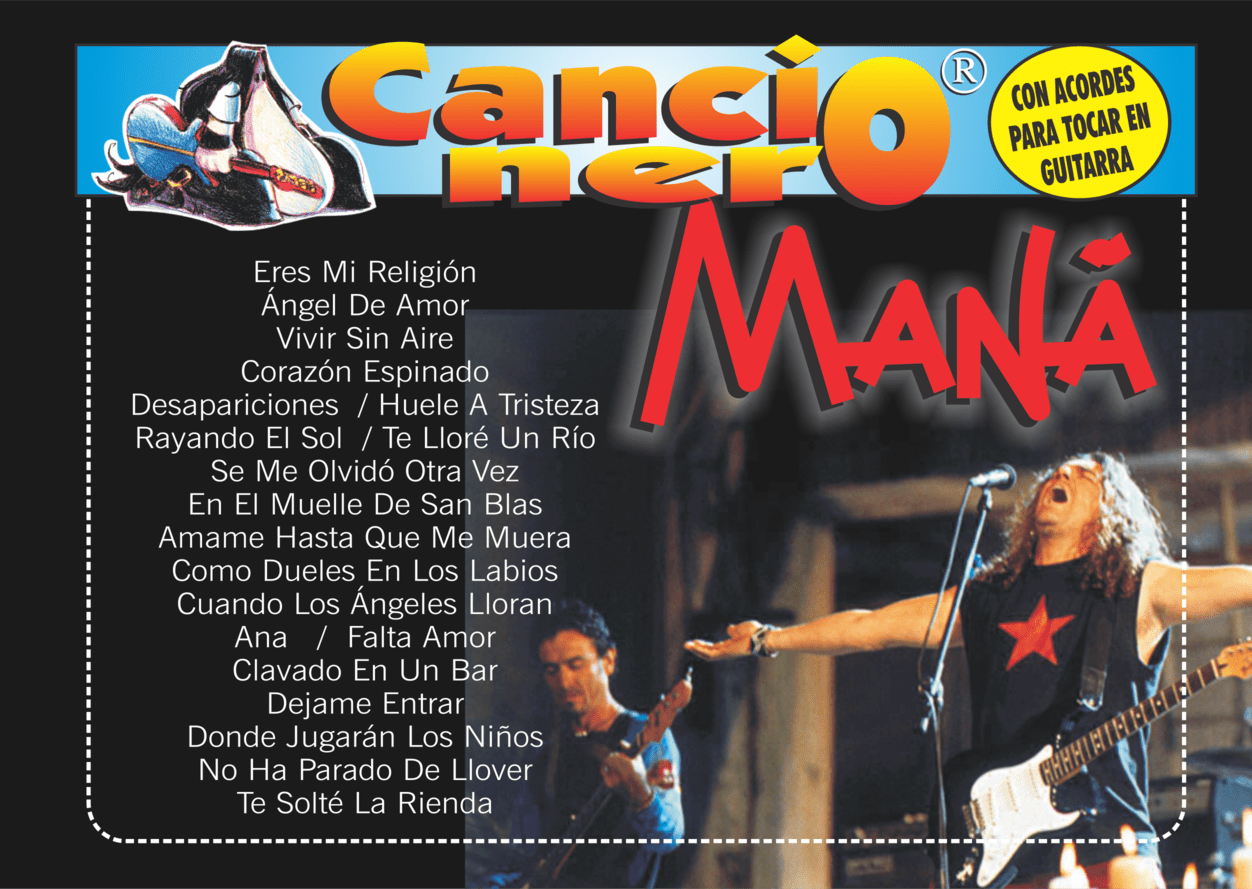 Canci
nerO®
CON ACORDES
PARA TOCAR EN
GUITARRA
MANÁ
Eres Mi Religión
Ángel De Amor
Vivir Sin Aire
Corazón Espinado
Desapariciones / Huele A Tristeza
Rayando El Sol / Te Lloré Un Río
Se Me Olvidó Otra Vez
En El Muelle De San Blas
Amame Hasta Que Me Muera
Como Dueles En Los Labios
Cuando Los Ángeles Lloran
Ana / Falta Amor
Clavado En Un Bar
Dejame Entrar
Donde Jugarán Los Niños
No Ha Parado De Llover
Te Solté La Rienda